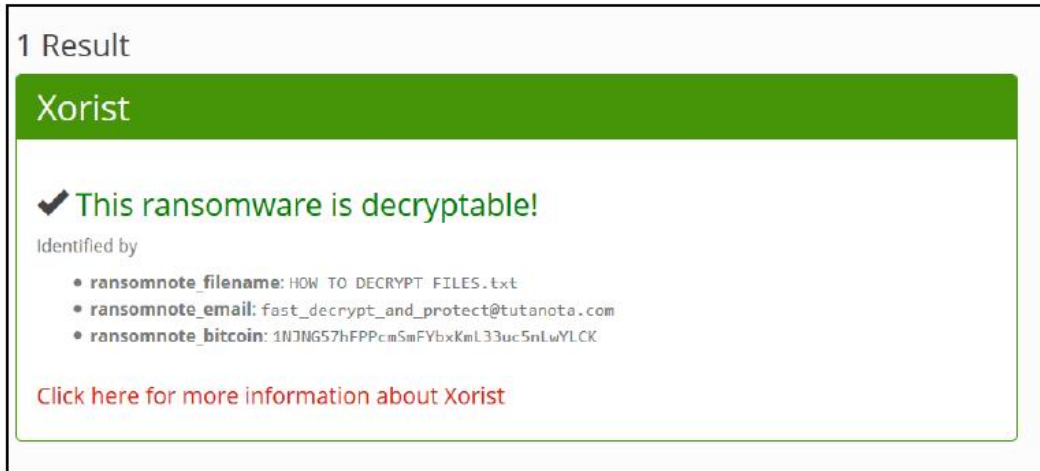 1 Result
Xorist
This ransomware is decryptable!
Identified by
ransomnote_filename: HOW TO DECRYPT FILES.txt
ransomnote_email: fast_decrypt_and_protect@tutanota.com
ransomnote_bitcoin: 1NJNG57hFPPcmSmFYbxKmL33uc5nLwYLCK
Click here for more information about Xorist